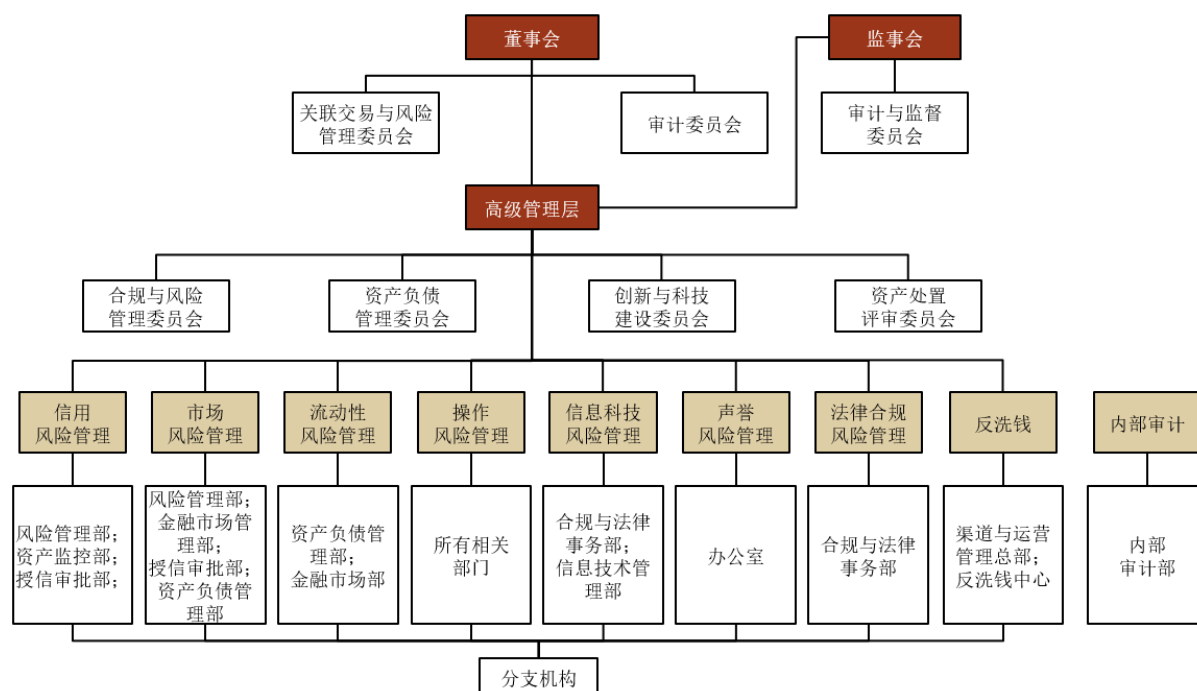 董事会
监事会
关联交易与风险
管理委员会
审计委员会
审计与监督
委员会
高级管理层
合规与风险
管理委员会
资产负债
管理委员会
创新与科技
建设委员会
资产处置
评审委员会
信用
风险管理
市场
风险管理
流动性
风险管理
操作
风险管理
信息科技
风险管理
声誉
风险管理
法律合规
风险管理
反洗钱
内部审计
风险管理部；
资产监控部；
授信审批部；
风险管理部；
金融市场管
理部；
授信审批部；
资产负债管
理部
资产负债管
理部；
金融市场部
所有相关
部门
合规与法律
事务部；
信息技术管
理部
办公室
合规与法律
事务部
渠道与运营
管理总部；
反洗钱中心
内部
审计部
分支机构